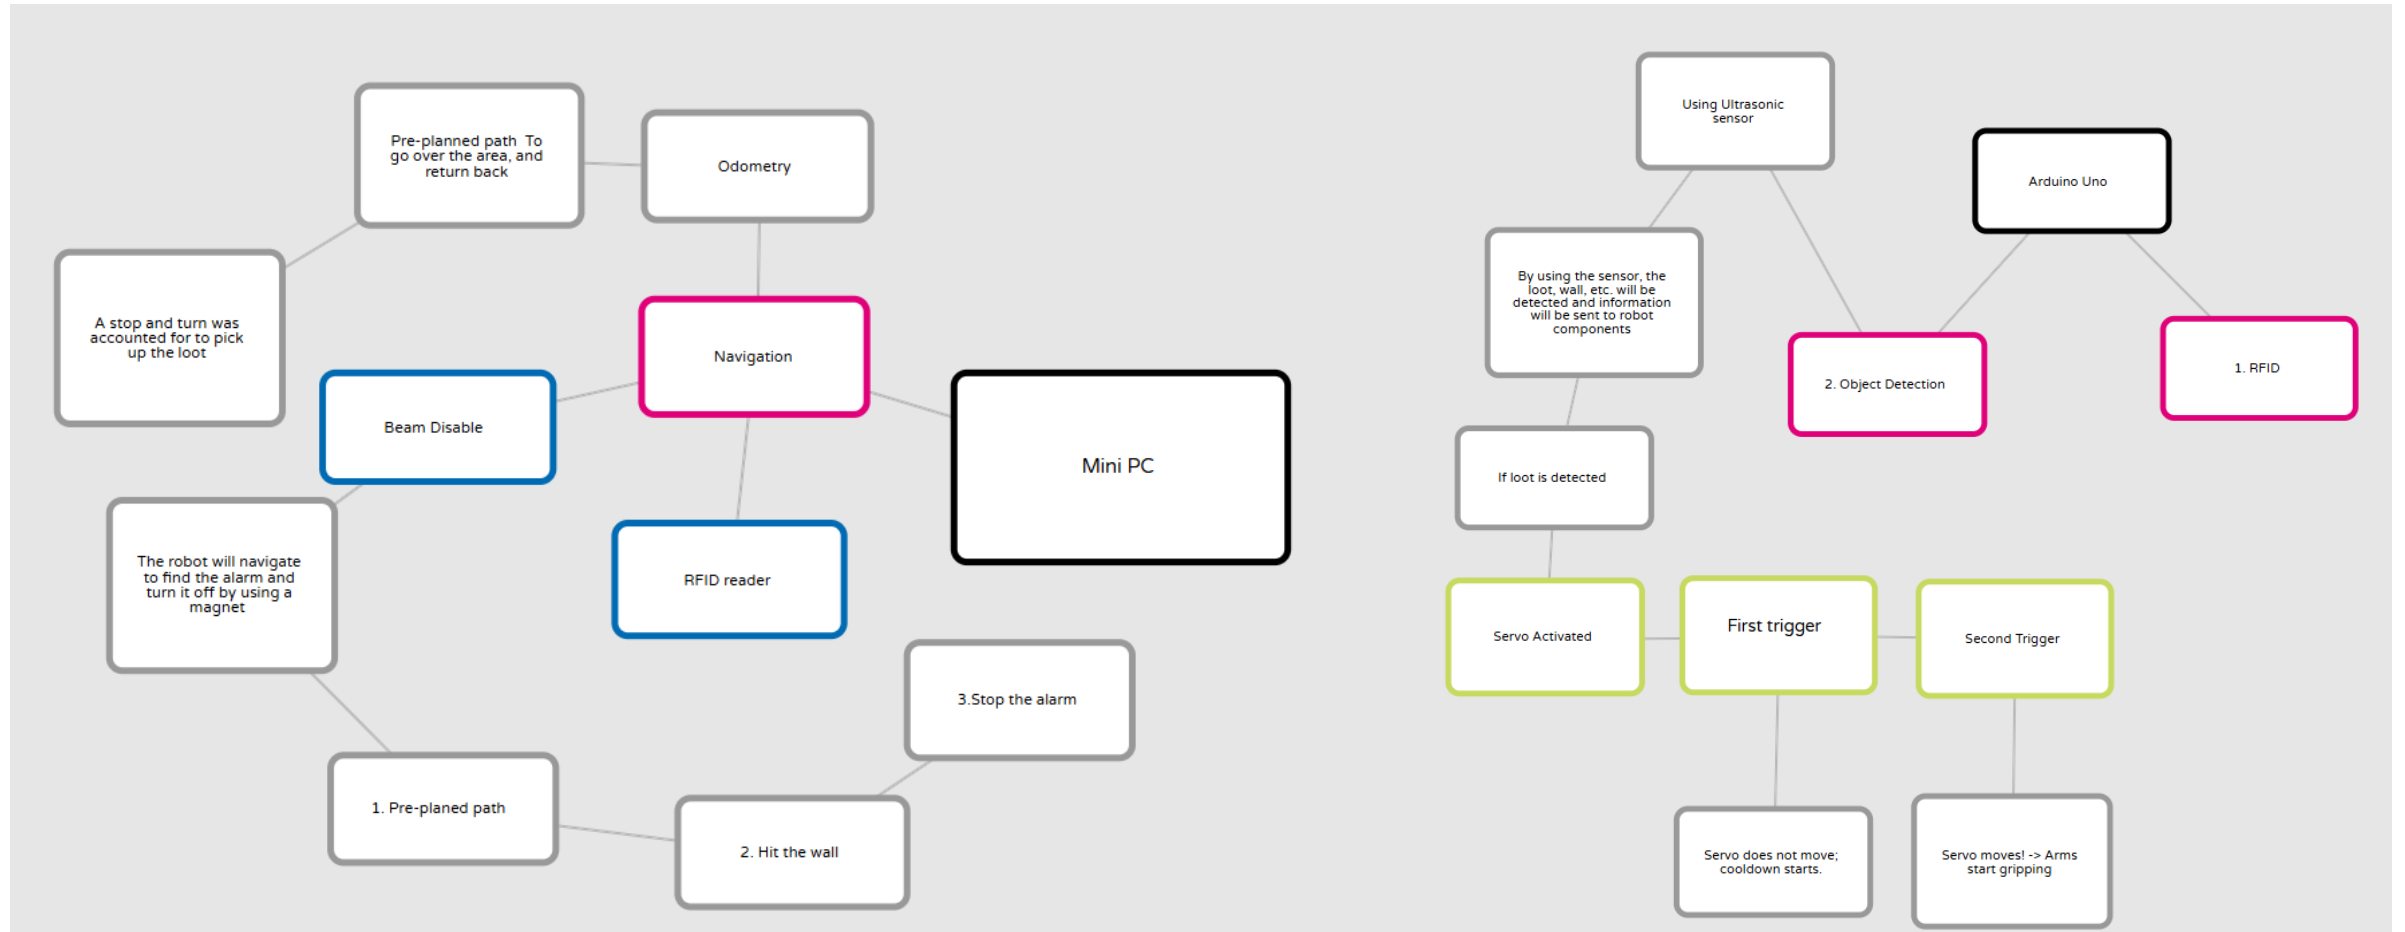 Pre-planned path  To
go over the area, and
return back
Odometry
A stop and turn was
accounted for to pick
up the loot
Navigation
Beam Disable
Mini PC
The robot will navigate
to find the alarm and
turn it off by using a
magnet
RFID reader
3.Stop the alarm
1. Pre-planed path
2. Hit the wall
Using Ultrasonic
sensor
Arduino Uno
By using the sensor, the
loot, wall, etc. will be
detected and information
will be sent to robot
components
2. Object Detection
1. RFID
If loot is detected
Servo Activated
First trigger
Second Trigger
Servo does not move;
cooldown starts.
Servo moves! -> Arms
start gripping